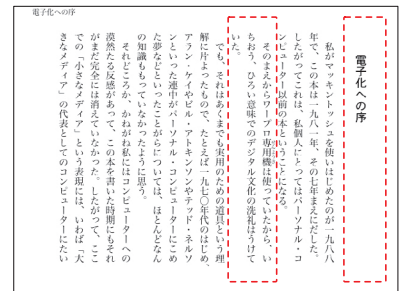 電子化への序
電子化への序
私がマッキントッシュを使いはじめたのが一九八八
年で、この本は一九八一年、その七年まえにだした。
したがってこれは、私個人にとってはパーソナル・コ
ンピューター以前の本ということになる。
そのまえからワープロ専用機は使っていたから、い
ちおう、ひろい意味でのデジタル文化の洗礼はうけて
いた。
でも、それはあくまでも実用のための道具という理
解に片よったもので、たとえば一九七〇年代のはじめ、
アラン・ケイやビル・アトキンソンやテッド・ネルソ
ンといった連中がパーソナル・コンピューターにこめ
た夢などといったことがらについては、ほとんどなん
の知識ももっていなかったように思う。
それどころか、かねがね私にはコンピューターへの
漠然たる反感があって、この本を書いた時期にもそれ
がまだ完全には消えていなかった。したがって、ここ
での「小さなメディア」という表現には、いわば「大
きなメディア」の代表としてのコンピューターにたい